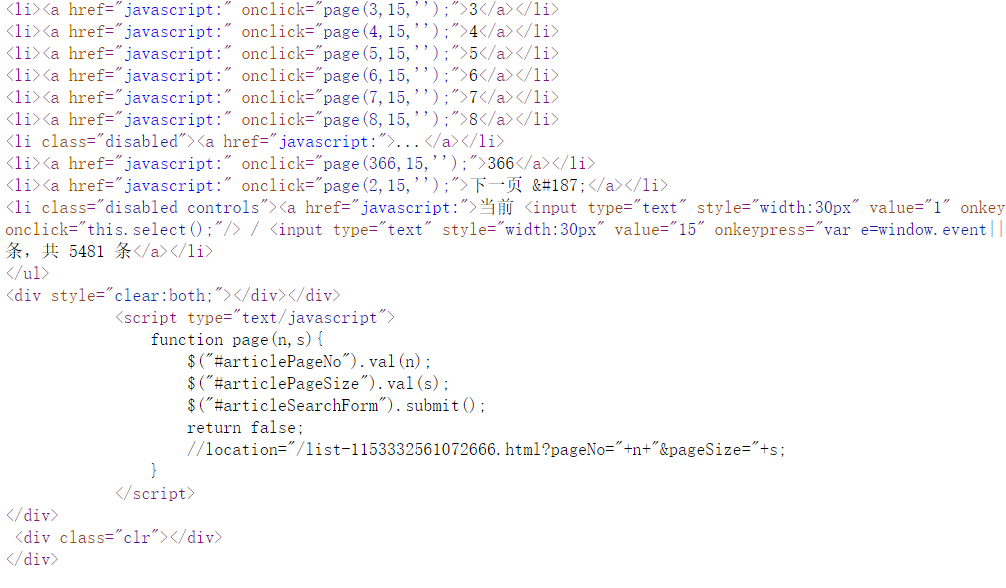 <li><a href="javascript:" onclick="page(3,15,'');">3</a></li>
<li><a href="javascript:" onclick="page(4,15,'');">4</a></li>
<li><a href="javascript:" onclick="page(5,15,'');">5</a></li>
<li><a href="javascript:" onclick="page(6,15,'');">6</a></li>
<li><a href="javascript:" onclick="page(7,15,'');">7</a></li>
<li><a href="javascript:" onclick="page(8,15,'');">8</a></li>
<li class="disabled"><a href="javascript:">...</a></li>
<li><a href="javascript:" onclick="page(366,15,'');">366</a></li>
<li><a href="javascript:" onclick="page(2,15,'');">下一页 &#187;</a></li>
<li class="disabled controls"><a href="javascript:">当前 <input type="text" style="width:30px" value="1" onkey
onclick="this.select();"/> / <input type="text" style="width:30px" value="15" onkeypress="var e=window.event||
条，共 5481 条</a></li>
</ul>
<div style="clear:both;"></div></div>
<script type="text/javascript">
function page(n,s){
$("#articlePageNo").val(n);
$("#articlePageSize").val(s);
$("#articleSearchForm").submit();
return false;
//location="/list-1153332561072666.html?pageNo="+n+"&pageSize="+s;
}
</script>
</div>
<div class="clr"></div>
</div>